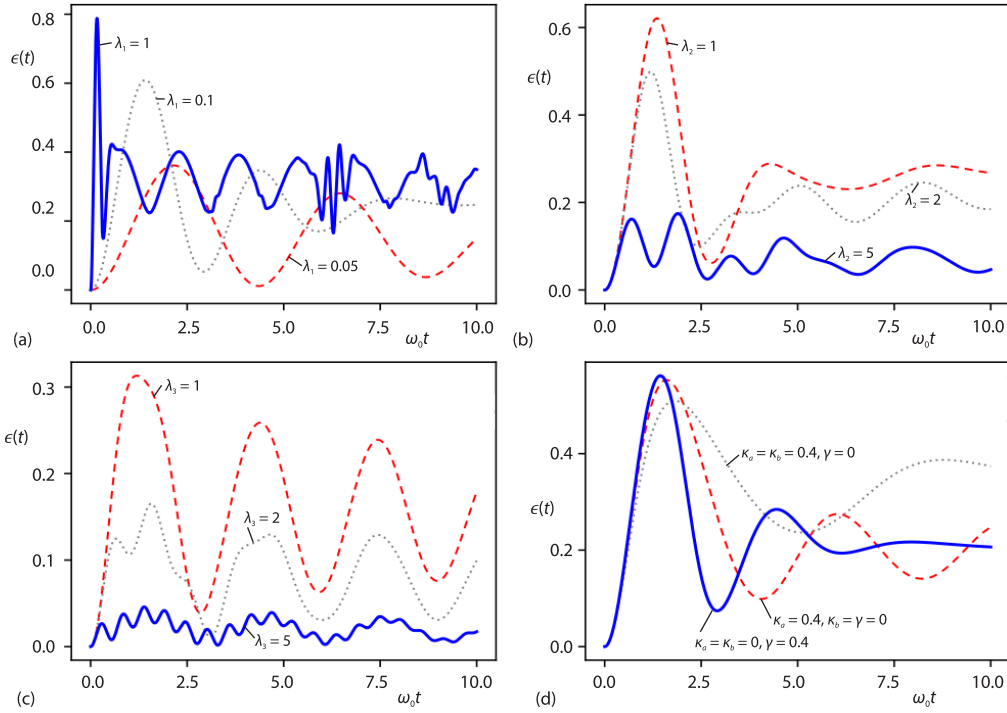 0.8
λ₁ = 1
ϵ(t)
0.6
λ₁ = 0.1
0.4
0.2
0.0
λ₁ = 0.05
0.0 2.5 5.0 7.5 10.0
(a) ω₀t
0.6
λ₂ = 1
ϵ(t)
0.4
0.2
λ₂ = 2
λ₂ = 5
0.0
0.0 2.5 5.0 7.5 10.0
(b) ω₀t
0.3
λ₃ = 1
ϵ(t)
0.2
λ₃ = 2
0.1
λ₃ = 5
0.0
0.0 2.5 5.0 7.5 10.0
(c) ω₀t
0.4
κₐ = κ_b = 0.4, γ = 0
ϵ(t)
0.2
κₐ = 0.4, κ_b = γ = 0
κₐ = κ_b = 0, γ = 0.4
0.0
0.0 2.5 5.0 7.5 10.0
(d) ω₀t